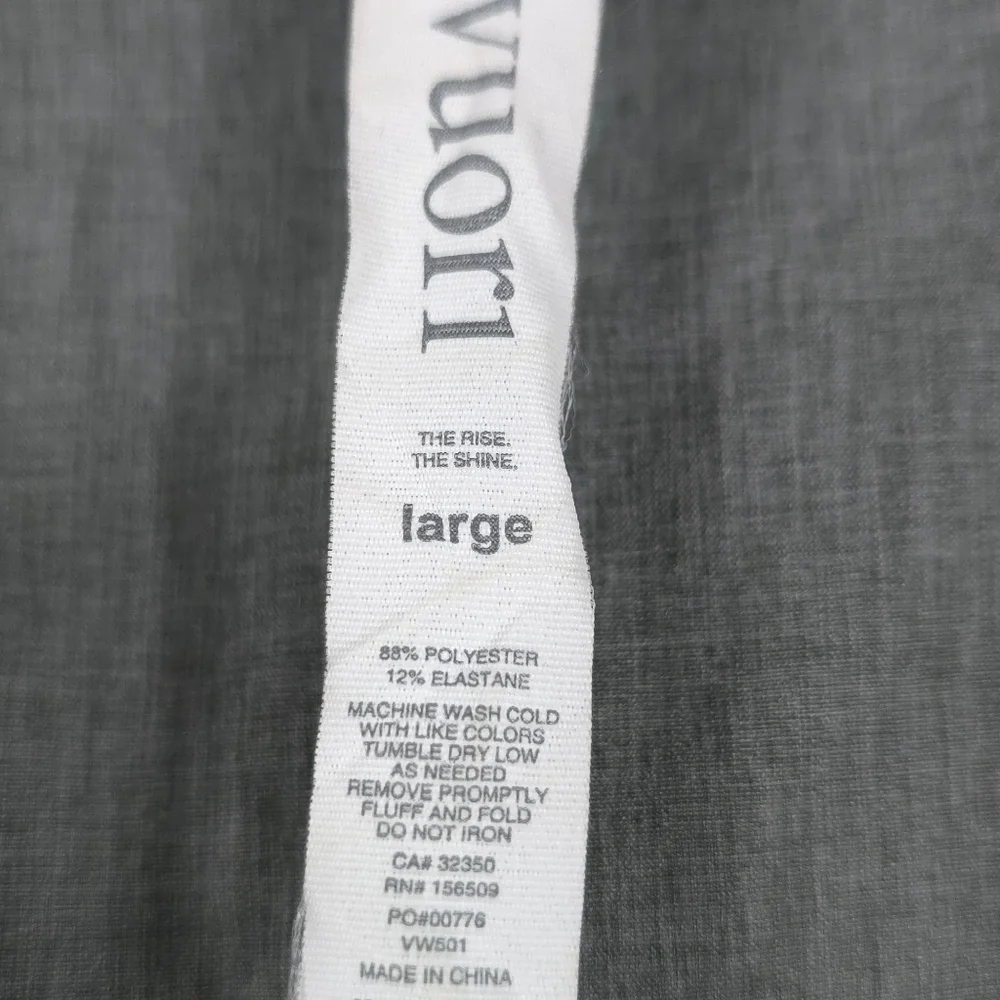 vuori
THE RISE.
THE SHINE.
large
88% POLYESTER
12% ELASTANE
MACHINE WASH COLD
WITH LIKE COLORS
TUMBLE DRY LOW
AS NEEDED
REMOVE PROMPTLY
FLUFF AND FOLD
DO NOT IRON
CA# 32350
RN# 156509
PO#00776
VW501
MADE IN CHINA